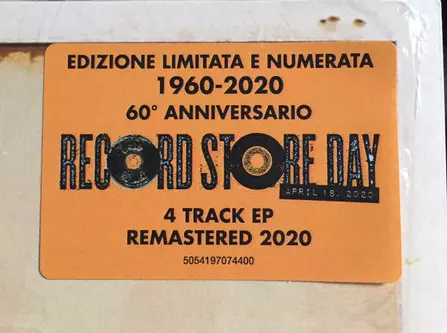 EDIZIONE LIMITATA E NUMERATA
1960-2020
60° ANNIVERSARIO
RECORD STORE DAY
APRIL 18, 2020
4 TRACK EP
REMASTERED 2020
5054197074400